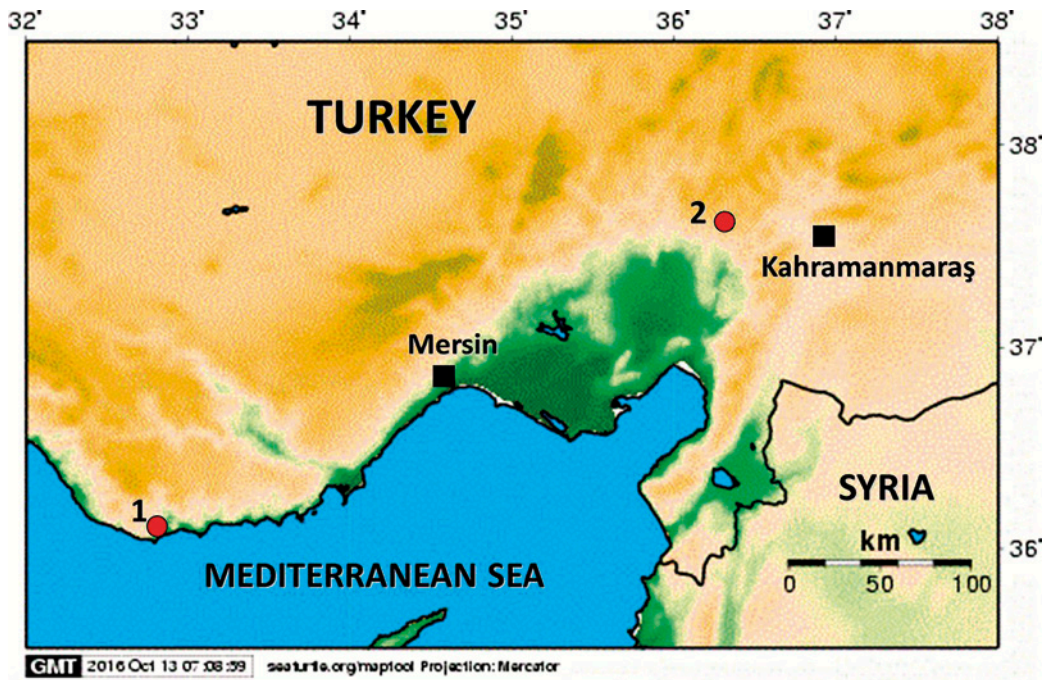 32˚ 33˚ 34˚ 35˚ 36˚ 37˚ 38˚
TURKEY
38˚
2
Kahramanmaraş
Mersin
37˚
1
SYRIA
km
36˚
MEDITERRANEAN SEA
0 50 100
GMT 2016 Oct 13 07:08:59 seaturtle.org/maptool Projection: Mercator